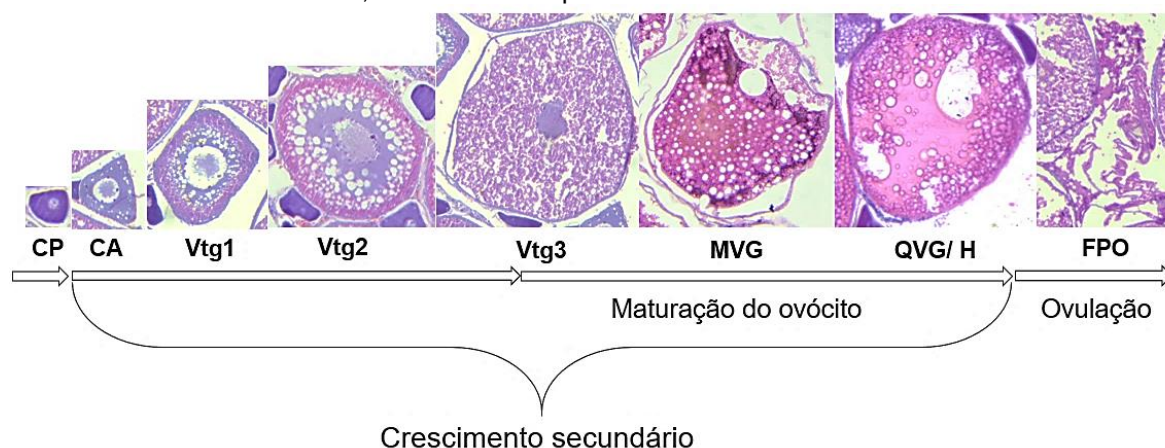 CP CA Vtg1 Vtg2 Vtg3 MVG QVG/ H FPO
Maturação do ovócito Ovulação
Crescimento secundário